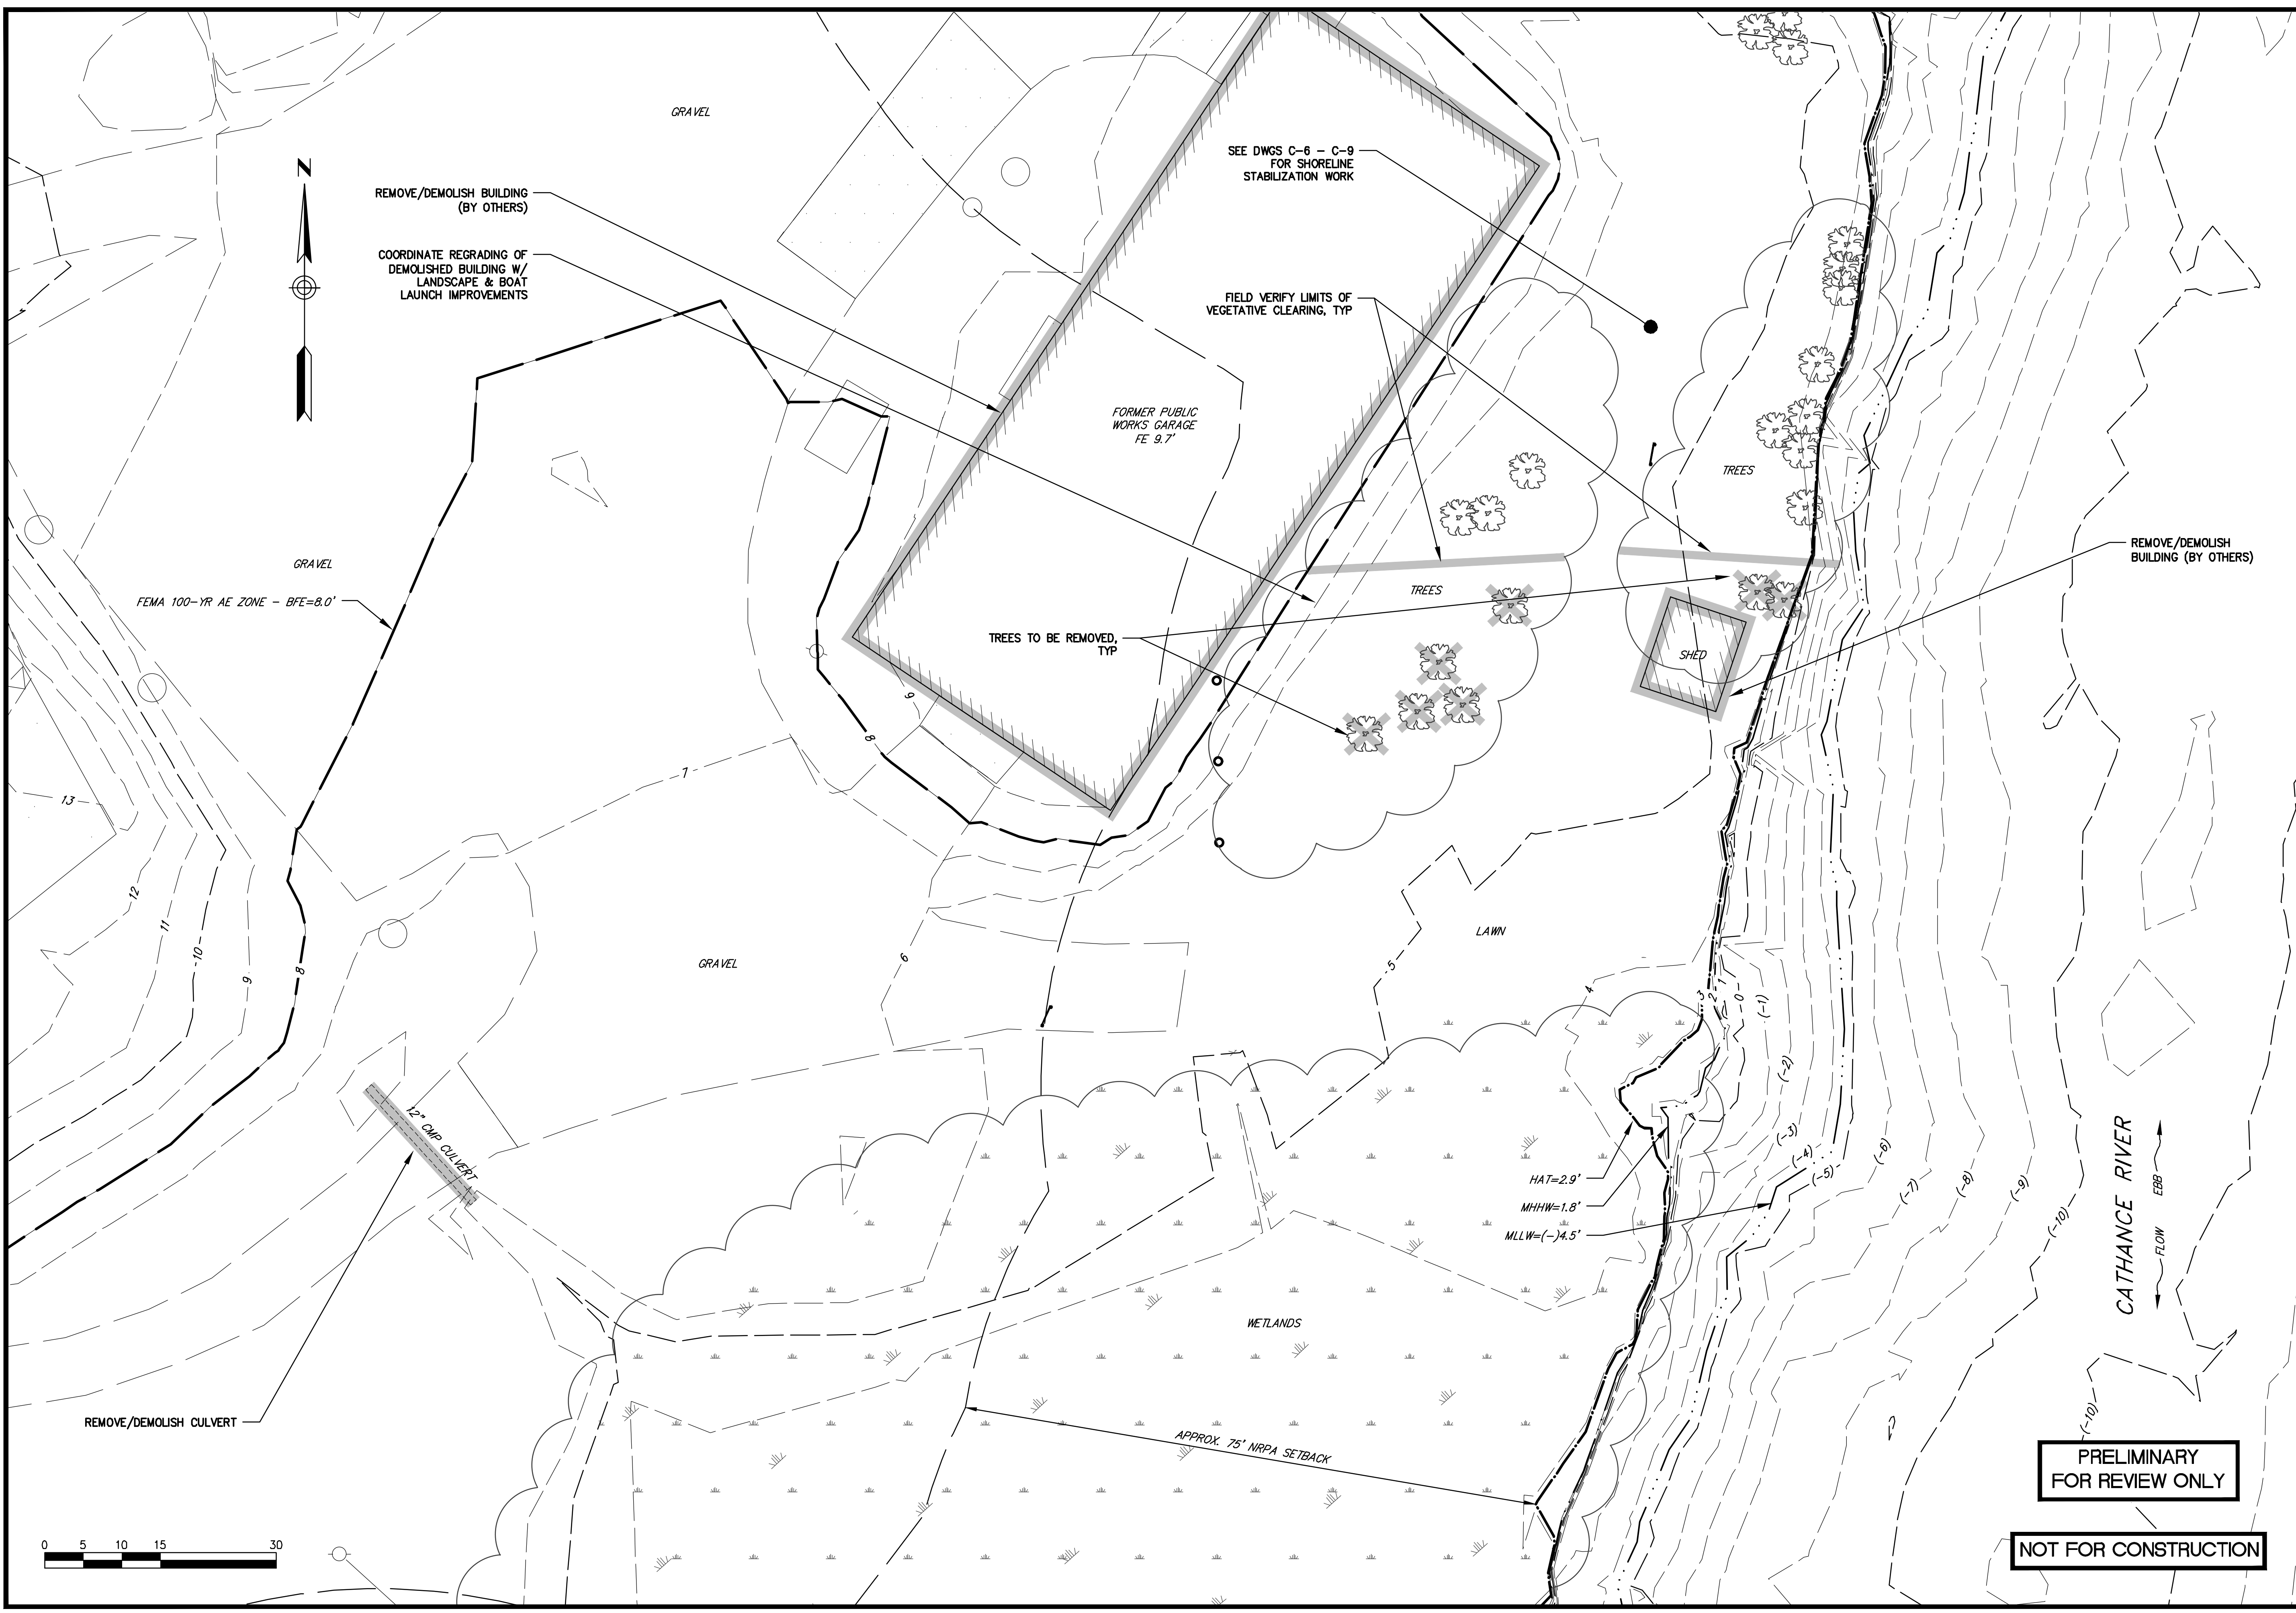 GRAVEL
N
REMOVE/DEMOLISH BUILDING
(BY OTHERS)
SEE DWGS C-6 - C-9
FOR SHORELINE
STABILIZATION WORK
COORDINATE REGRADING OF
DEMOLISHED BUILDING W/
LANDSCAPE & BOAT
LAUNCH IMPROVEMENTS
FIELD VERIFY LIMITS OF
VEGETATIVE CLEARING, TYP
FORMER PUBLIC
WORKS GARAGE
FE 9.7'
TREES
REMOVE/DEMOLISH
BUILDING (BY OTHERS)
GRAVEL
FEMA 100-YR AE ZONE - BFE=8.0'
TREES
TREES TO BE REMOVED,
TYP
SHED
9
8
7
13
12
11
10
9
8
GRAVEL
6
5
LAWN
4
3
2
1
0
(-1)
(-2)
(-3)
(-4)
(-5)
(-6)
(-7)
(-8)
(-9)
(-10)
12" CMP CULVERT
HAT=2.9'
MHHW=1.8'
MLLW=(-)4.5'
CATHANCE RIVER
FLOW EBB
WETLANDS
REMOVE/DEMOLISH CULVERT
APPROX. 75' NRPA SETBACK
(-10)
PRELIMINARY
FOR REVIEW ONLY
NOT FOR CONSTRUCTION
0 5 10 15 30